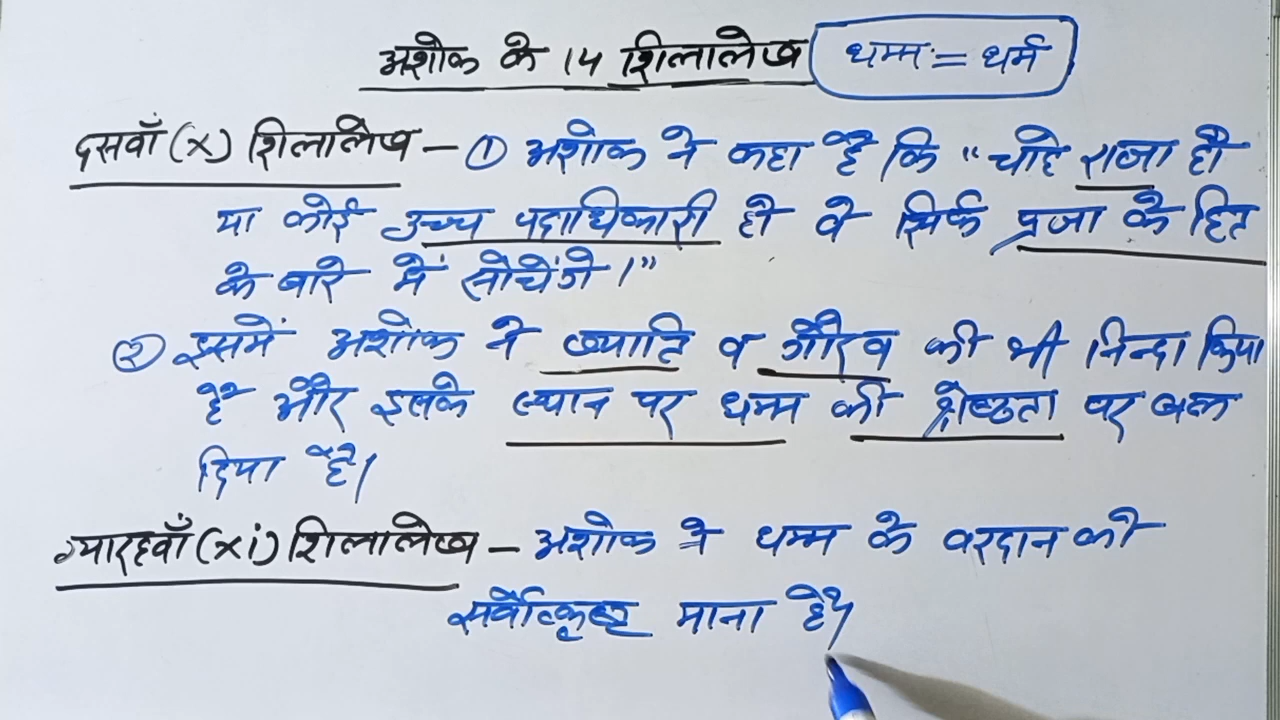 अशोक के 14 शिलालेख धम्म = धर्म
दसवाँ (x) शिलालेख - ① अशोक ने कहा है कि "चाहे राजा हो
या कोई उच्च पदाधिकारी हो वे सिर्फ प्रजा के हित
के बारे में सोचेंगे।"
② इसमें अशोक ने ख्याति व गौरव की भी निन्दा किया
है और इसके स्थान पर धम्म की श्रेष्ठता पर बल
दिया है।
ग्यारहवाँ (xi) शिलालेख - अशोक ने धम्म के वरदान को
सर्वोत्कृष्ट माना है।